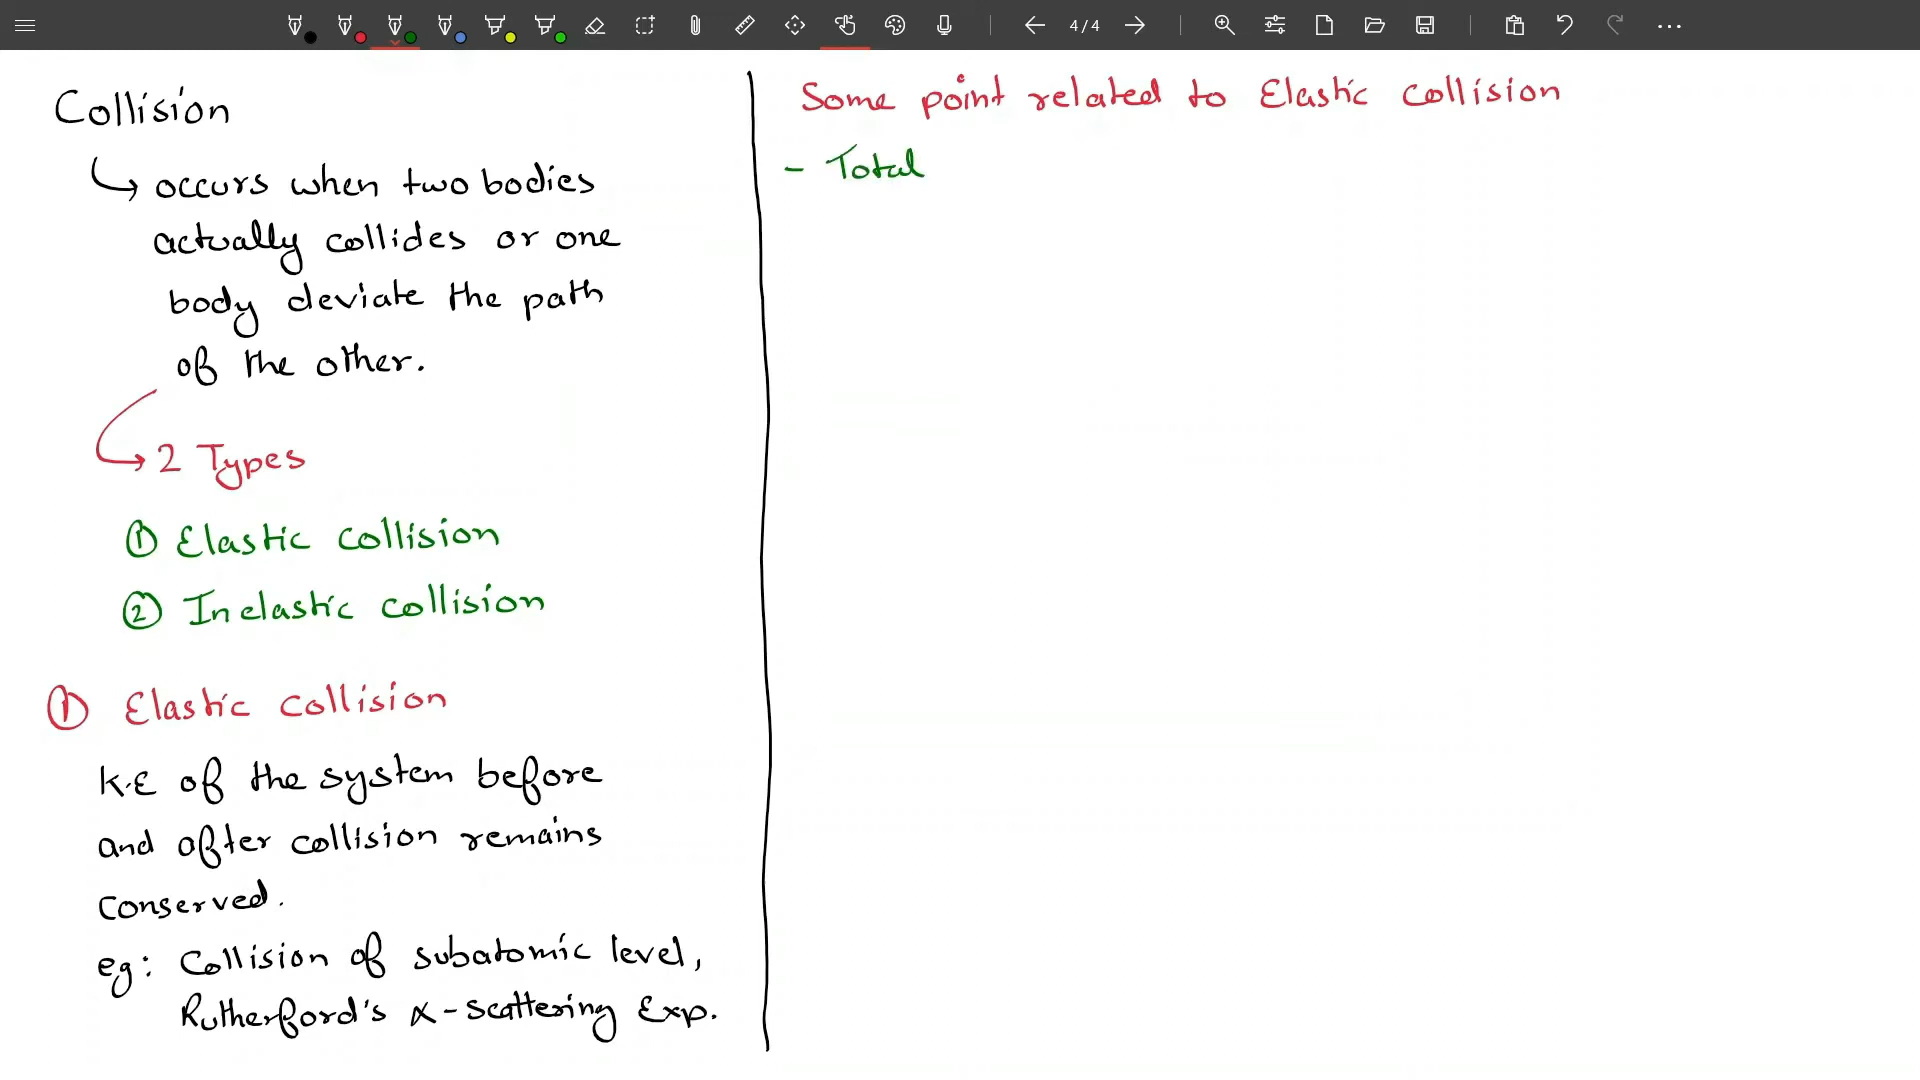 4/4
Collision
↳ occurs when two bodies
actually collides or one
body deviate the path
of the other.
↳ 2 Types
① Elastic collision
② Inelastic collision
① Elastic collision
K.E of the system before
and after collision remains
conserved.
eg: Collision of subatomic level,
Rutherford's α-scattering Exp.
Some point related to Elastic collision
- Total